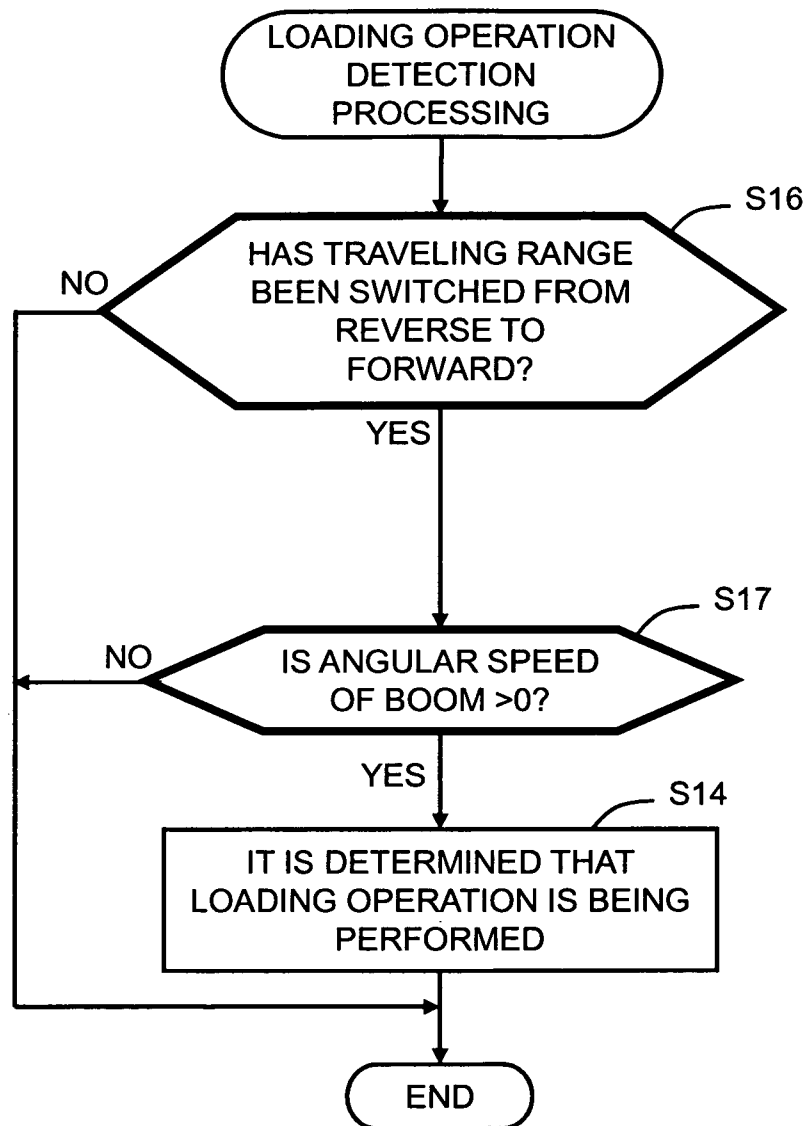 LOADING OPERATION
DETECTION
PROCESSING
S16
HAS TRAVELING RANGE
BEEN SWITCHED FROM
REVERSE TO
FORWARD?
NO
YES
S17
IS ANGULAR SPEED
OF BOOM >0?
NO
YES
S14
IT IS DETERMINED THAT
LOADING OPERATION IS BEING
PERFORMED
END